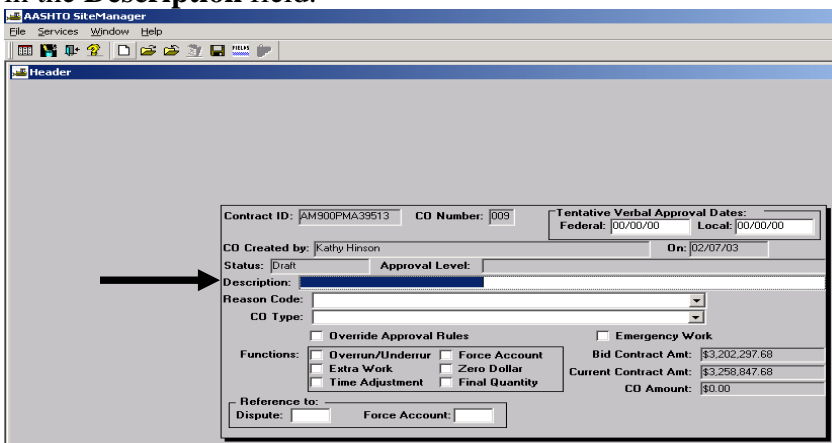 in the Description field.
AASHTO SiteManager
File Services Window Help
FIELDS
Header
Contract ID: AM900PMA39513 CO Number: 009 Tentative Verbal Approval Dates:
Federal: 00/00/00 Local: 00/00/00
CO Created by: Kathy Hinson On: 02/07/03
Status: Draft Approval Level:
Description:
Reason Code:
CO Type:
Override Approval Rules Emergency Work
Functions: Overrun/Underrur Force Account Bid Contract Amt: $3,202,297.68
Extra Work Zero Dollar Current Contract Amt: $3,258,847.68
Time Adjustment Final Quantity CO Amount: $0.00
Reference to:
Dispute: Force Account: